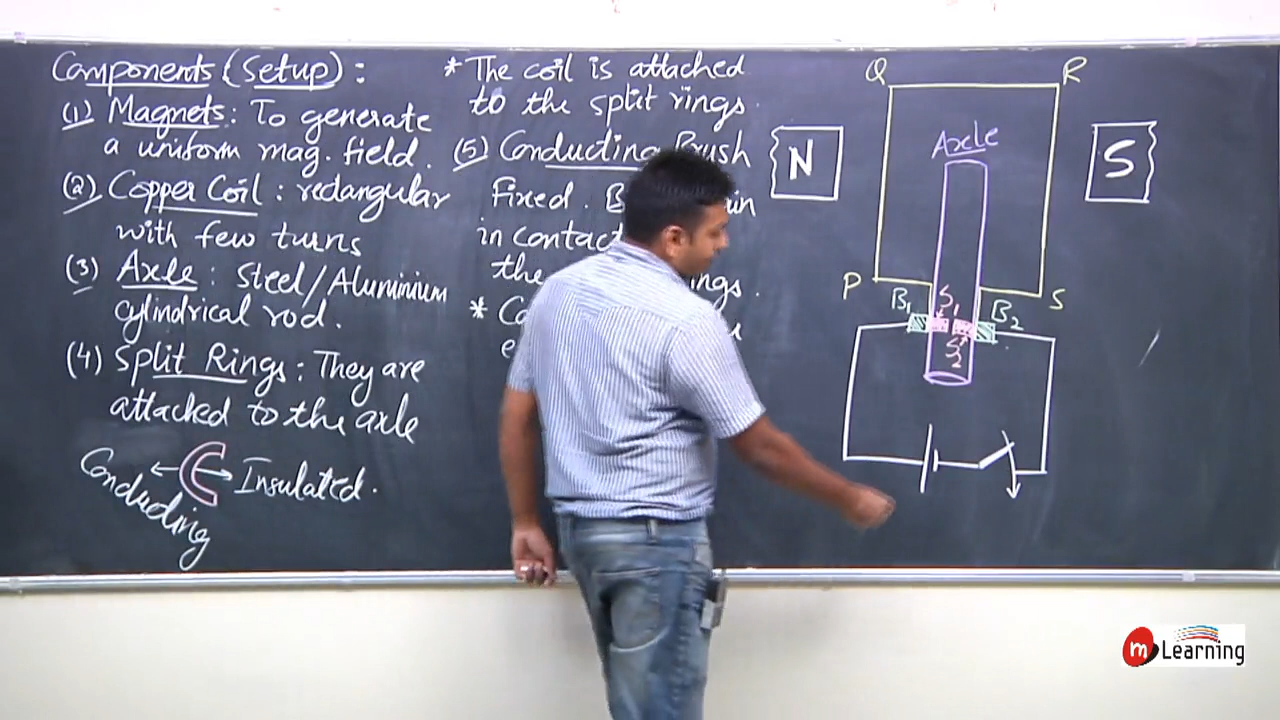 Components (Setup) :
(1) Magnets : To generate
a uniform mag. field.
(2) Copper Coil : rectangular
with few turns
(3) Axle : Steel/Aluminium
cylindrical rod.
(4) Split Rings : They are
attached to the axle
Conducting
Insulated.
* The coil is attached
to the split rings.
(5) Conducting Brush
Fixed.
in contact
the
ings.
*
Q
R
Axle
N
S
P
S
B1
S1
B2
S2
m Learning